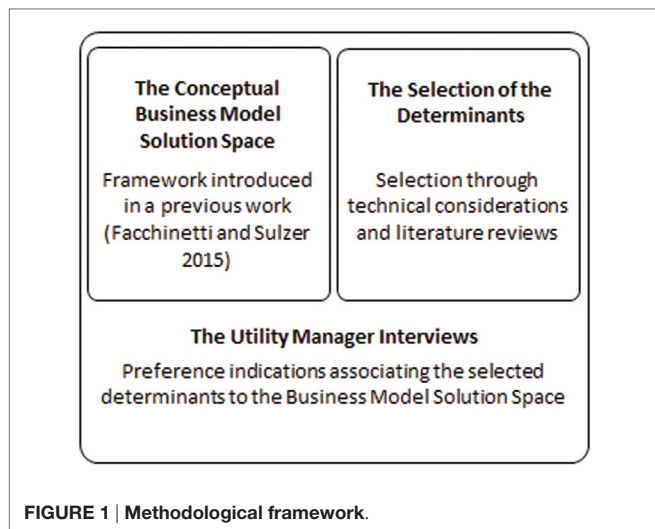 The Conceptual
Business Model
Solution Space
Framework introduced
in a previous work
(Facchinetti and Sulzer
2015)
The Selection of the
Determinants
Selection through
technical considerations
and literature reviews
The Utility Manager Interviews
Preference indications associating the selected
determinants to the Business Model Solution Space
FIGURE 1 | Methodological framework.